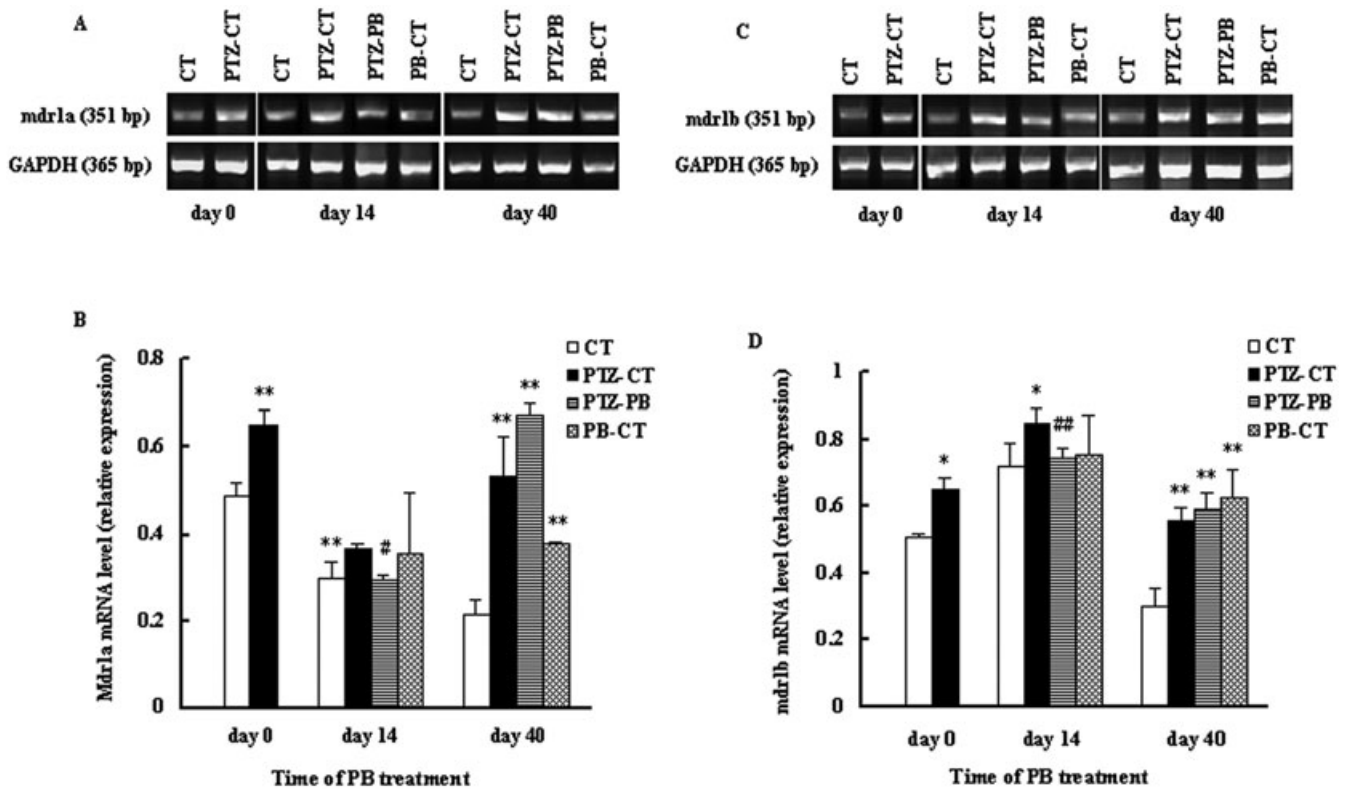 A
CT PTZ-CT CT PTZ-CT PTZ-PB PB-CT CT PTZ-CT PTZ-PB PB-CT
mdr1a (351 bp)
GAPDH (365 bp)
day 0 day 14 day 40
C
CT PTZ-CT CT PTZ-CT PTZ-PB PB-CT CT PTZ-CT PTZ-PB PB-CT
mdr1b (351 bp)
GAPDH (365 bp)
day 0 day 14 day 40
B
Mdr1a mRNA level (relative expression)
0.8
0.6
0.4
0.2
0
CT
PTZ-CT
PTZ-PB
PB-CT
** ** # ** ** **
day 0 day 14 day 40
Time of PB treatment
D
mdr1b mRNA level (relative expression)
1
0.8
0.6
0.4
0.2
0
CT
PTZ-CT
PTZ-PB
PB-CT
* * ## ** ** **
day 0 day 14 day 40
Time of PB treatment